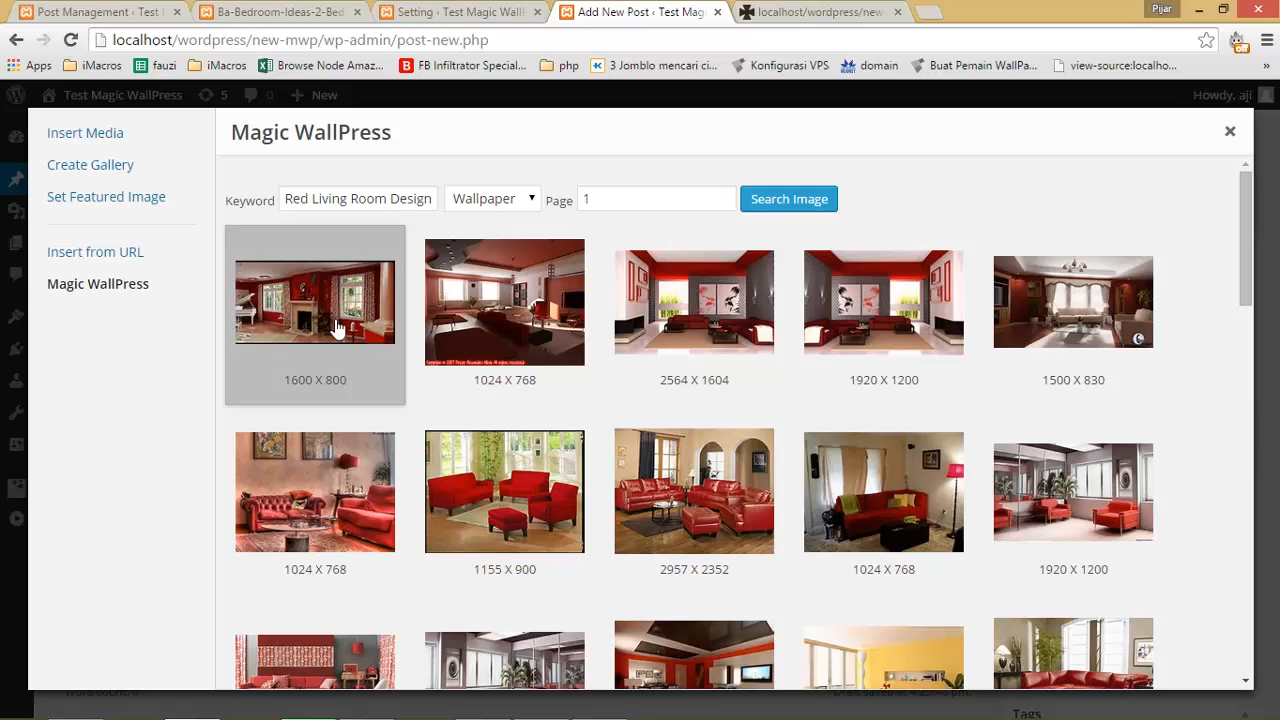 Post Management ‹ Test I
Ba-Bedroom-Ideas-2-Bed
Setting ‹ Test Magic WallP
Add New Post ‹ Test Mag
localhost/wordpress/new-
Pijar
localhost/wordpress/new-mwp/wp-admin/post-new.php
off
Apps
iMacros
fauzi
iMacros
Browse Node Amaz...
FB Infiltrator Special...
php
3 Jomblo mencari ci...
Konfigurasi VPS
domain
Buat Pemain WallPa...
view-source:localho...
»
Test Magic WallPress
5
0
New
Howdy, aji
Insert Media
Create Gallery
Set Featured Image
Insert from URL
Magic WallPress
Magic WallPress
Keyword Red Living Room Design Wallpaper Page 1 Search Image
1600 X 800
1024 X 768
2564 X 1604
1920 X 1200
1500 X 830
1024 X 768
1155 X 900
2957 X 2352
1024 X 768
1920 X 1200
Tags